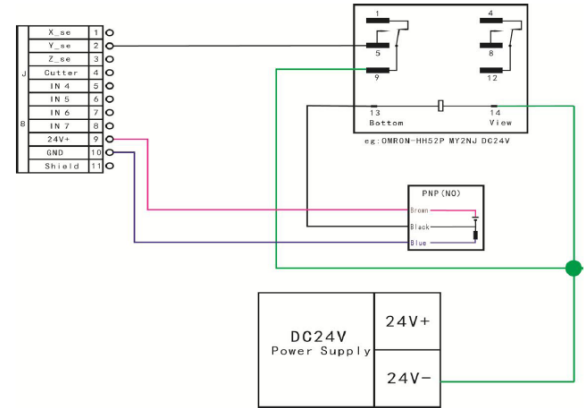 X_se 1
Y_se 2
Z_se 3
Cutter 4
IN 4 5
IN 5 6
IN 6 7
IN 7 8
24V+ 9
GND 10
Shield 11
J
B
1 4
5 8
9 12
13 14
Bottom View
eg:OMRON-HH52P MY2NJ DC24V
PNP(NO)
Brown
Black
Blue
DC24V
Power Supply
24V+
24V-